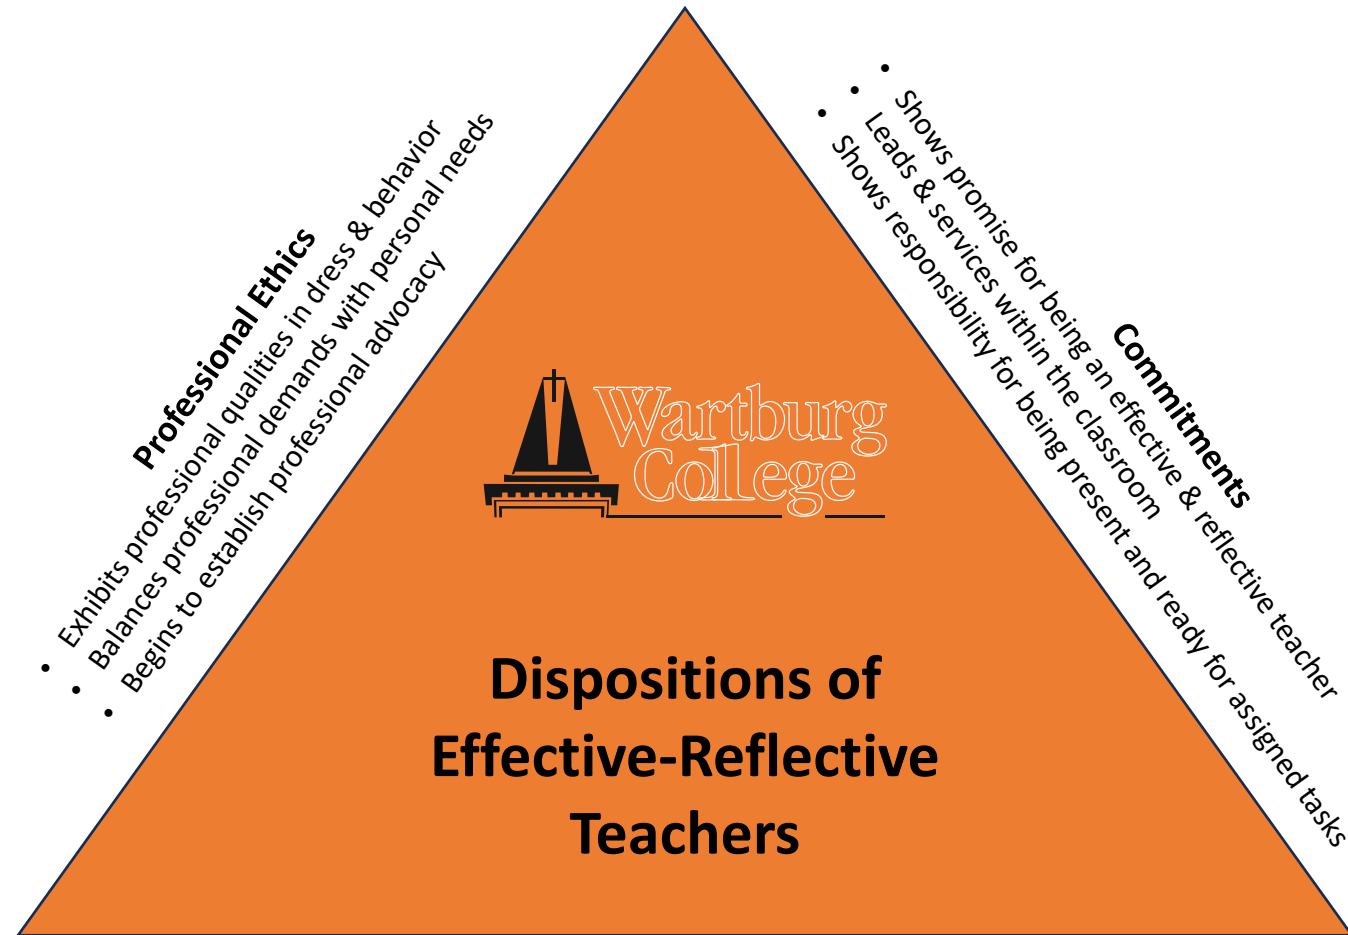 Professional Ethics
• Exhibits professional qualities in dress & behavior
• Balances professional demands with personal needs
• Begins to establish professional advocacy
Commitments
• Shows promise for being an effective & reflective teacher
• Leads & services within the classroom
• Shows responsibility for being present and ready for assigned tasks
Wartburg
College
Dispositions of
Effective-Reflective
Teachers